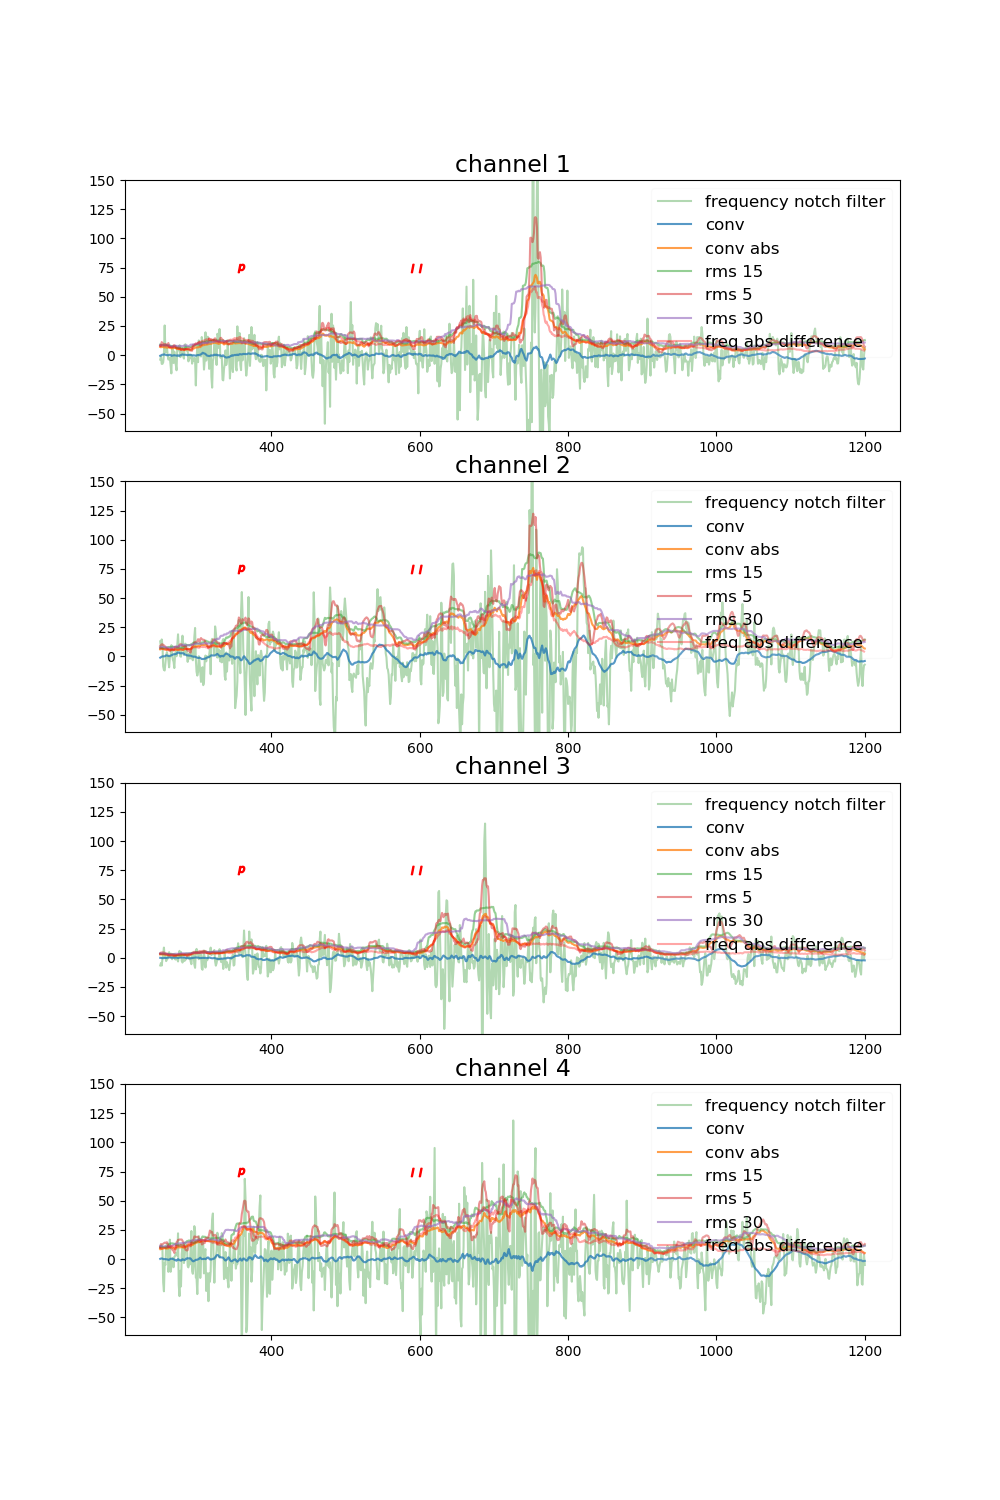 channel 1
150
125
100
75
50
25
0
−25
−50
p I I
frequency notch filter
conv
conv abs
rms 15
rms 5
rms 30
freq abs difference
400 600 800 1000 1200
channel 2
150
125
100
75
50
25
0
−25
−50
p I I
frequency notch filter
conv
conv abs
rms 15
rms 5
rms 30
freq abs difference
400 600 800 1000 1200
channel 3
150
125
100
75
50
25
0
−25
−50
p I I
frequency notch filter
conv
conv abs
rms 15
rms 5
rms 30
freq abs difference
400 600 800 1000 1200
channel 4
150
125
100
75
50
25
0
−25
−50
p I I
frequency notch filter
conv
conv abs
rms 15
rms 5
rms 30
freq abs difference
400 600 800 1000 1200